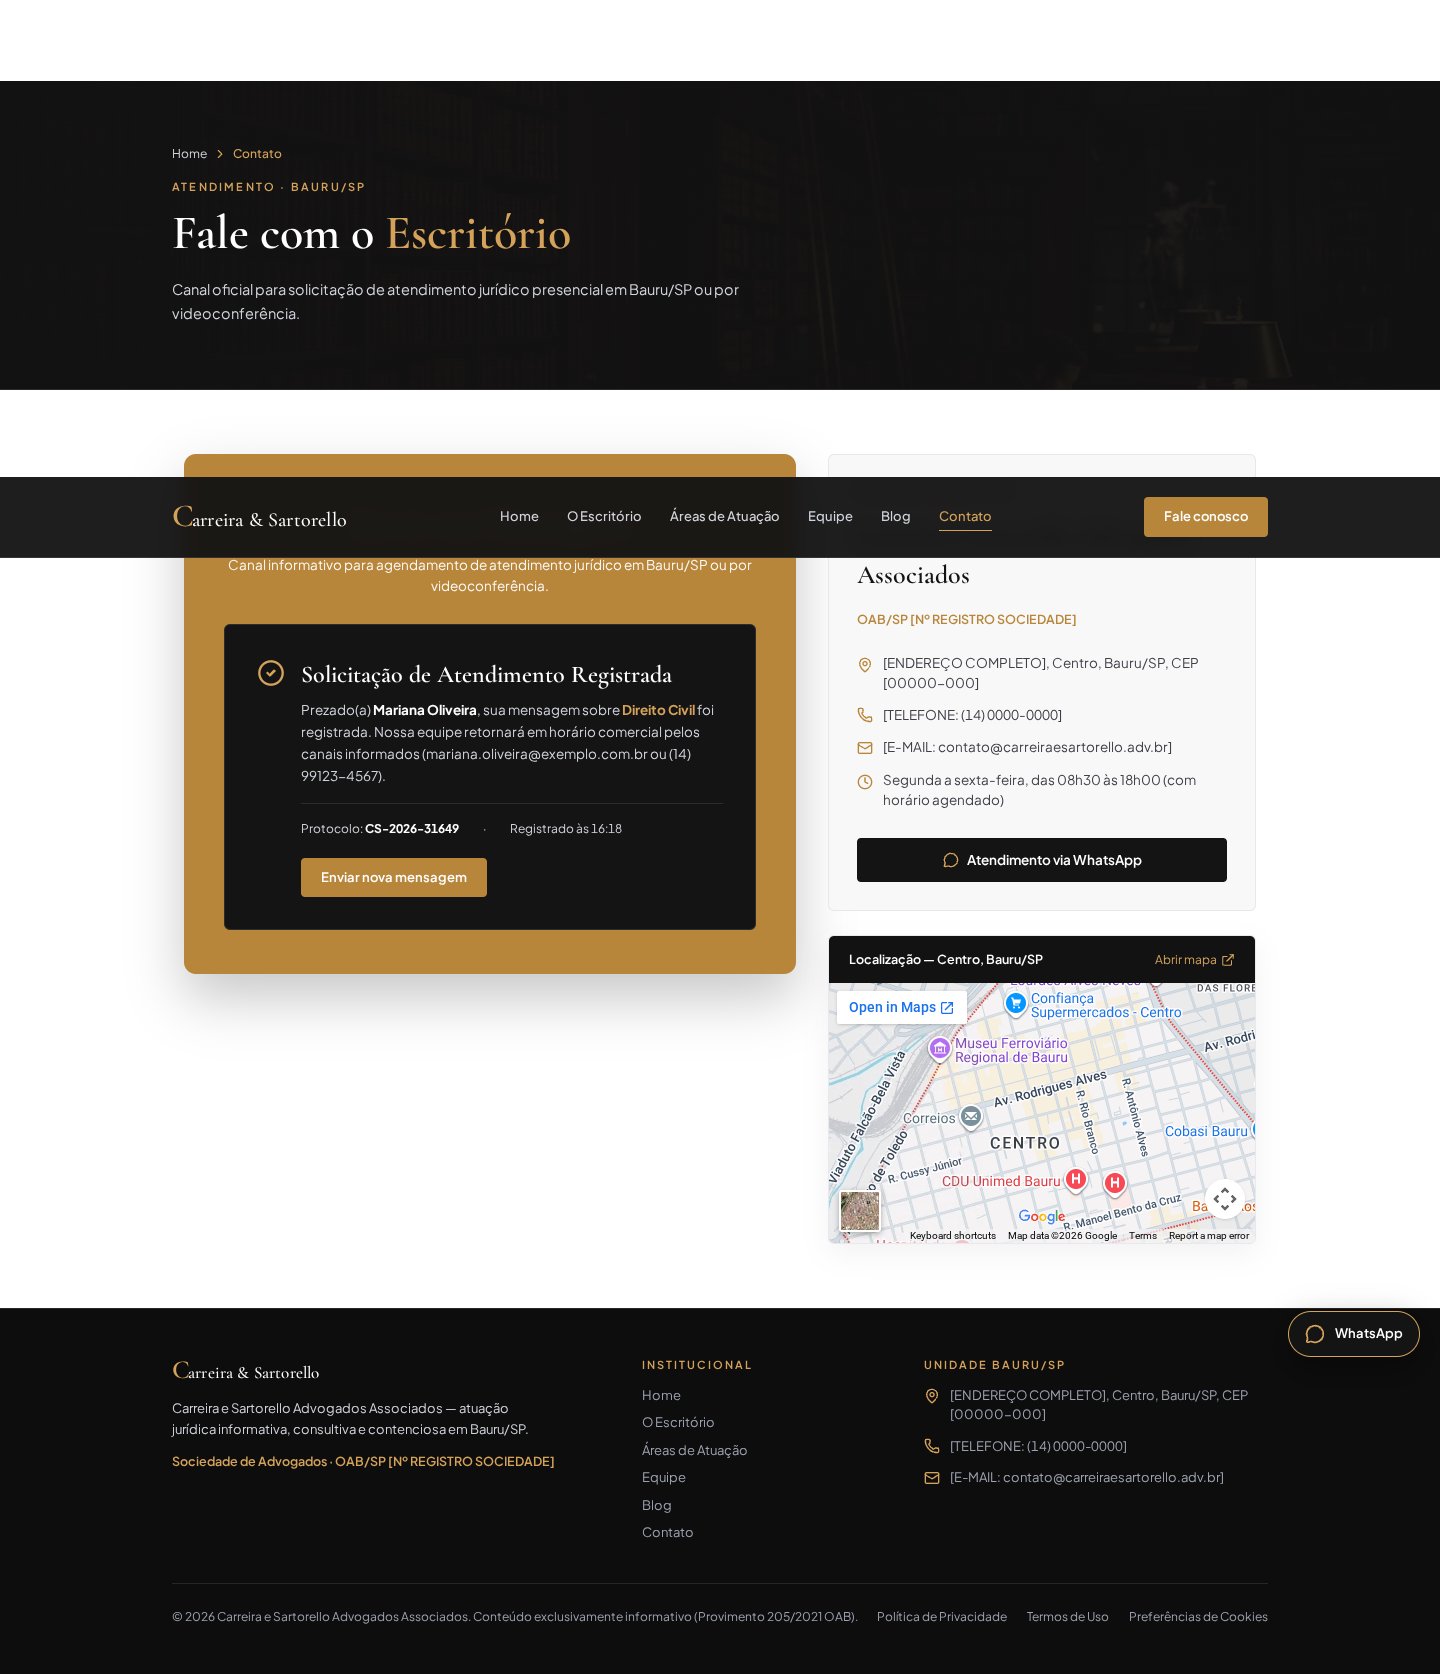 Home > Contato
ATENDIMENTO · BAURU/SP
Fale com o Escritório
Canal oficial para solicitação de atendimento jurídico presencial em Bauru/SP ou por
videoconferência.
Carreira & Sartorello
Home
O Escritório
Áreas de Atuação
Equipe
Blog
Contato
Fale conosco
Canal informativo para agendamento de atendimento jurídico em Bauru/SP ou por
videoconferência.
Solicitação de Atendimento Registrada
Prezado(a) Mariana Oliveira, sua mensagem sobre Direito Civil foi
registrada. Nossa equipe retornará em horário comercial pelos
canais informados (mariana.oliveira@exemplo.com.br ou (14)
99123-4567).
Protocolo: CS-2026-31649 · Registrado às 16:18
Enviar nova mensagem
Associados
OAB/SP [Nº REGISTRO SOCIEDADE]
[ENDEREÇO COMPLETO], Centro, Bauru/SP, CEP
[00000-000]
[TELEFONE: (14) 0000-0000]
[E-MAIL: contato@carreiraesartorello.adv.br]
Segunda a sexta-feira, das 08h30 às 18h00 (com
horário agendado)
Atendimento via WhatsApp
Localização — Centro, Bauru/SP
Abrir mapa
Open in Maps
Confiança
Supermercados - Centro
DAS FLORE
Museu Ferroviário
Regional de Bauru
Av. Rodri
Av. Rodrigues Alves
Viaduto Falcão-Bela Vista
Correios
R. Rio Branco
R. Antônio Alves
CENTRO
Cobasi Bauru
o de Toledo
R. Cussy Júnior
CDU Unimed Bauru
H
H
R. Manoel Bento da Cruz
Google
Keyboard shortcuts
Map data ©2026 Google
Terms
Report a map error
WhatsApp
Carreira & Sartorello
Carreira e Sartorello Advogados Associados — atuação
jurídica informativa, consultiva e contenciosa em Bauru/SP.
Sociedade de Advogados · OAB/SP [Nº REGISTRO SOCIEDADE]
INSTITUCIONAL
Home
O Escritório
Áreas de Atuação
Equipe
Blog
Contato
UNIDADE BAURU/SP
[ENDEREÇO COMPLETO], Centro, Bauru/SP, CEP
[00000-000]
[TELEFONE: (14) 0000-0000]
[E-MAIL: contato@carreiraesartorello.adv.br]
© 2026 Carreira e Sartorello Advogados Associados. Conteúdo exclusivamente informativo (Provimento 205/2021 OAB).
Política de Privacidade
Termos de Uso
Preferências de Cookies